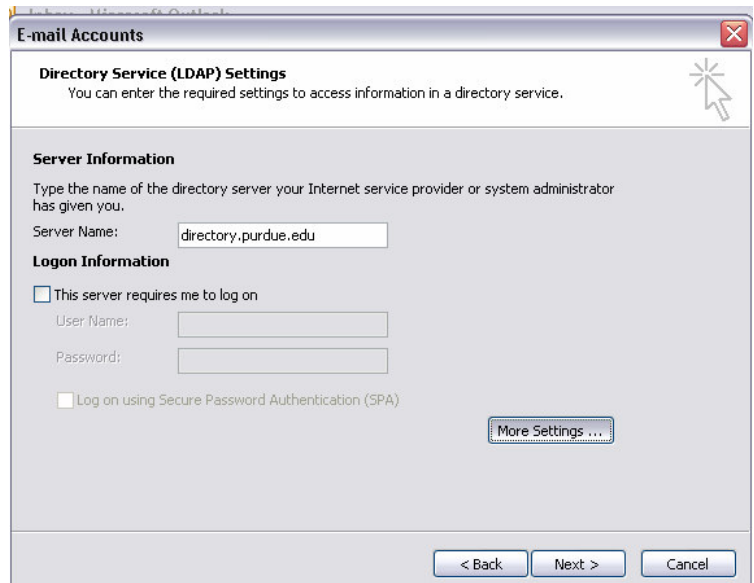 Inbox - Microsoft Outlook
E-mail Accounts
Directory Service (LDAP) Settings
You can enter the required settings to access information in a directory service.
Server Information
Type the name of the directory server your Internet service provider or system administrator
has given you.
Server Name:
directory.purdue.edu
Logon Information
This server requires me to log on
User Name:
Password:
Log on using Secure Password Authentication (SPA)
More Settings ...
< Back
Next >
Cancel